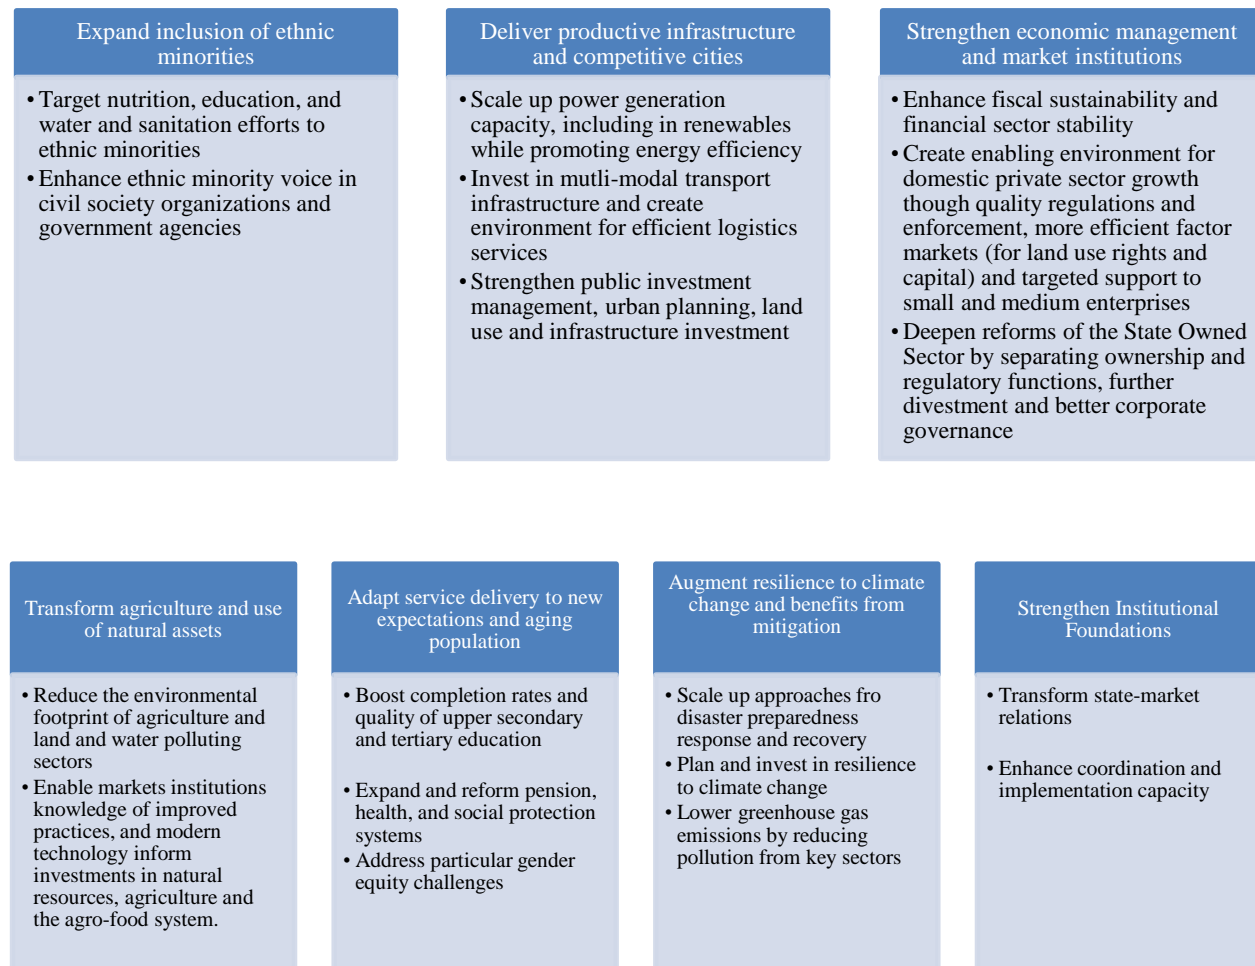 Expand inclusion of ethnic
minorities
• Target nutrition, education, and
water and sanitation efforts to
ethnic minorities
• Enhance ethnic minority voice in
civil society organizations and
government agencies
Deliver productive infrastructure
and competitive cities
• Scale up power generation
capacity, including in renewables
while promoting energy efficiency
• Invest in mutli-modal transport
infrastructure and create
environment for efficient logistics
services
• Strengthen public investment
management, urban planning, land
use and infrastructure investment
Strengthen economic management
and market institutions
• Enhance fiscal sustainability and
financial sector stability
• Create enabling environment for
domestic private sector growth
though quality regulations and
enforcement, more efficient factor
markets (for land use rights and
capital) and targeted support to
small and medium enterprises
• Deepen reforms of the State Owned
Sector by separating ownership and
regulatory functions, further
divestment and better corporate
governance
Transform agriculture and use
of natural assets
• Reduce the environmental
footprint of agriculture and
land and water polluting
sectors
• Enable markets institutions
knowledge of improved
practices, and modern
technology inform
investments in natural
resources, agriculture and
the agro-food system.
Adapt service delivery to new
expectations and aging
population
• Boost completion rates and
quality of upper secondary
and tertiary education
• Expand and reform pension,
health, and social protection
systems
• Address particular gender
equity challenges
Augment resilience to climate
change and benefits from
mitigation
• Scale up approaches fro
disaster preparedness
response and recovery
• Plan and invest in resilience
to climate change
• Lower greenhouse gas
emissions by reducing
pollution from key sectors
Strengthen Institutional
Foundations
• Transform state-market
relations
• Enhance coordination and
implementation capacity